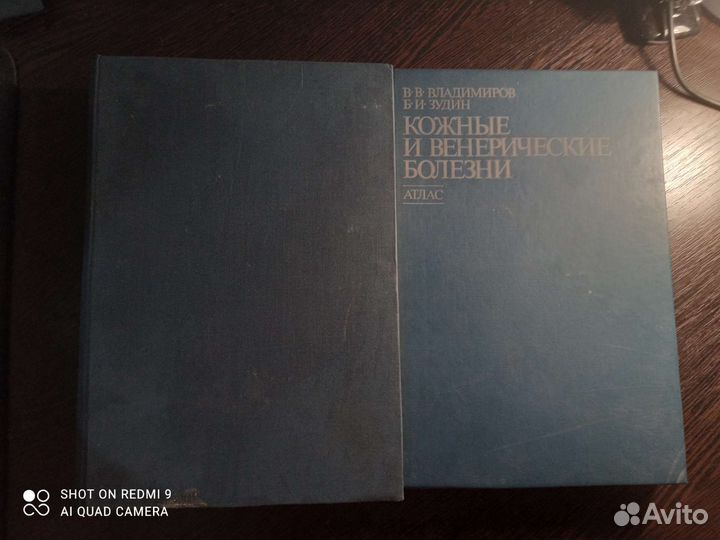 В·В·ВЛАДИМИРОВ
Б·И·ЗУДИН
КОЖНЫЕ
И ВЕНЕРИЧЕСКИЕ
БОЛЕЗНИ
АТЛАС
SHOT ON REDMI 9
AI QUAD CAMERA
Avito